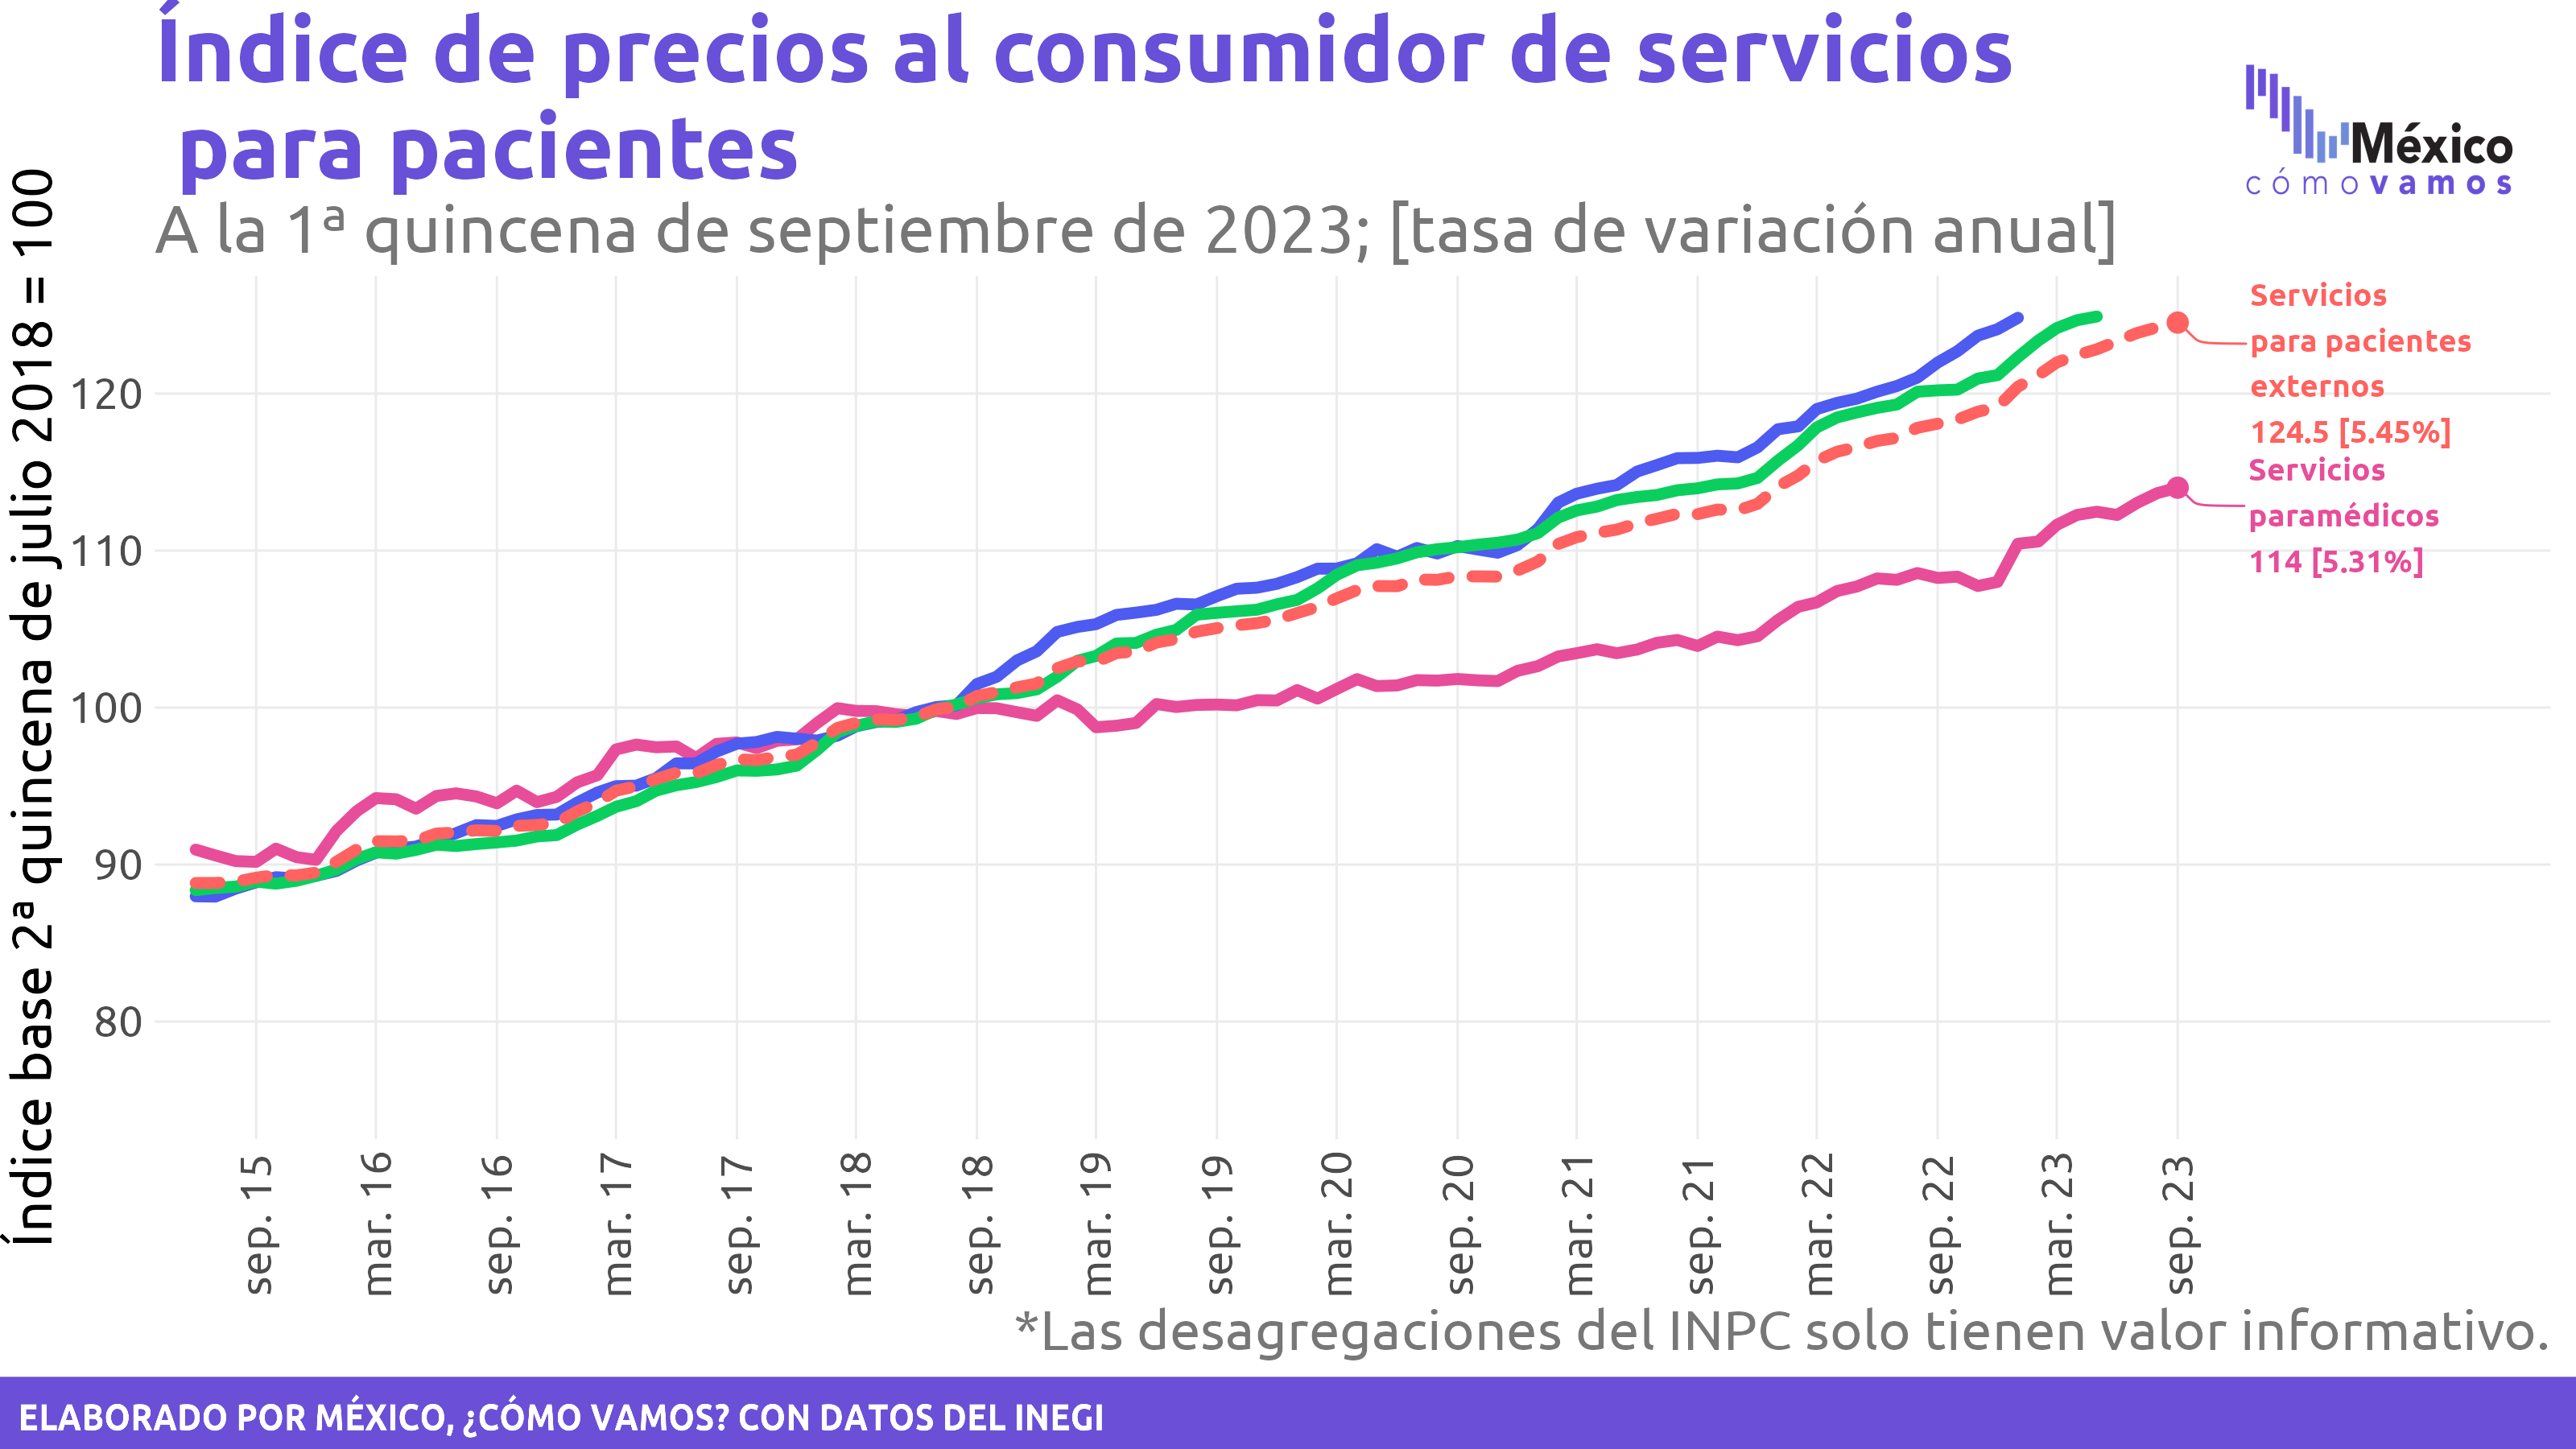 Índice de precios al consumidor de servicios
para pacientes
A la 1ª quincena de septiembre de 2023; [tasa de variación anual]
México
cómo vamos
Índice base 2ª quincena de julio 2018 = 100
120
110
100
90
80
Servicios
para pacientes
externos
124.5 [5.45%]
Servicios
paramédicos
114 [5.31%]
sep. 15
mar. 16
sep. 16
mar. 17
sep. 17
mar. 18
sep. 18
mar. 19
sep. 19
mar. 20
sep. 20
mar. 21
sep. 21
mar. 22
sep. 22
mar. 23
sep. 23
*Las desagregaciones del INPC solo tienen valor informativo.
ELABORADO POR MÉXICO, ¿CÓMO VAMOS? CON DATOS DEL INEGI